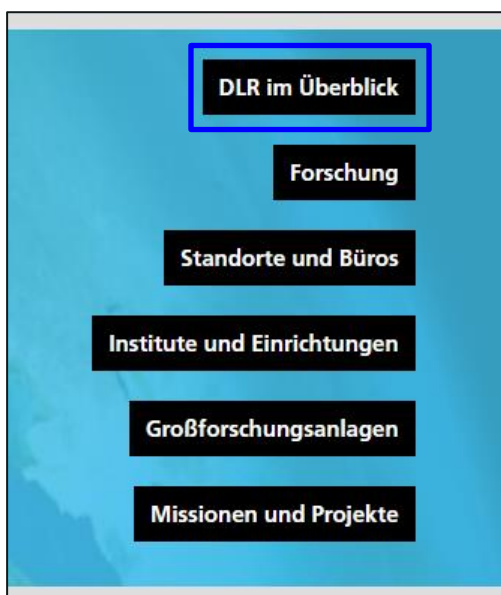 DLR im Überblick
Forschung
Standorte und Büros
Institute und Einrichtungen
Großforschungsanlagen
Missionen und Projekte